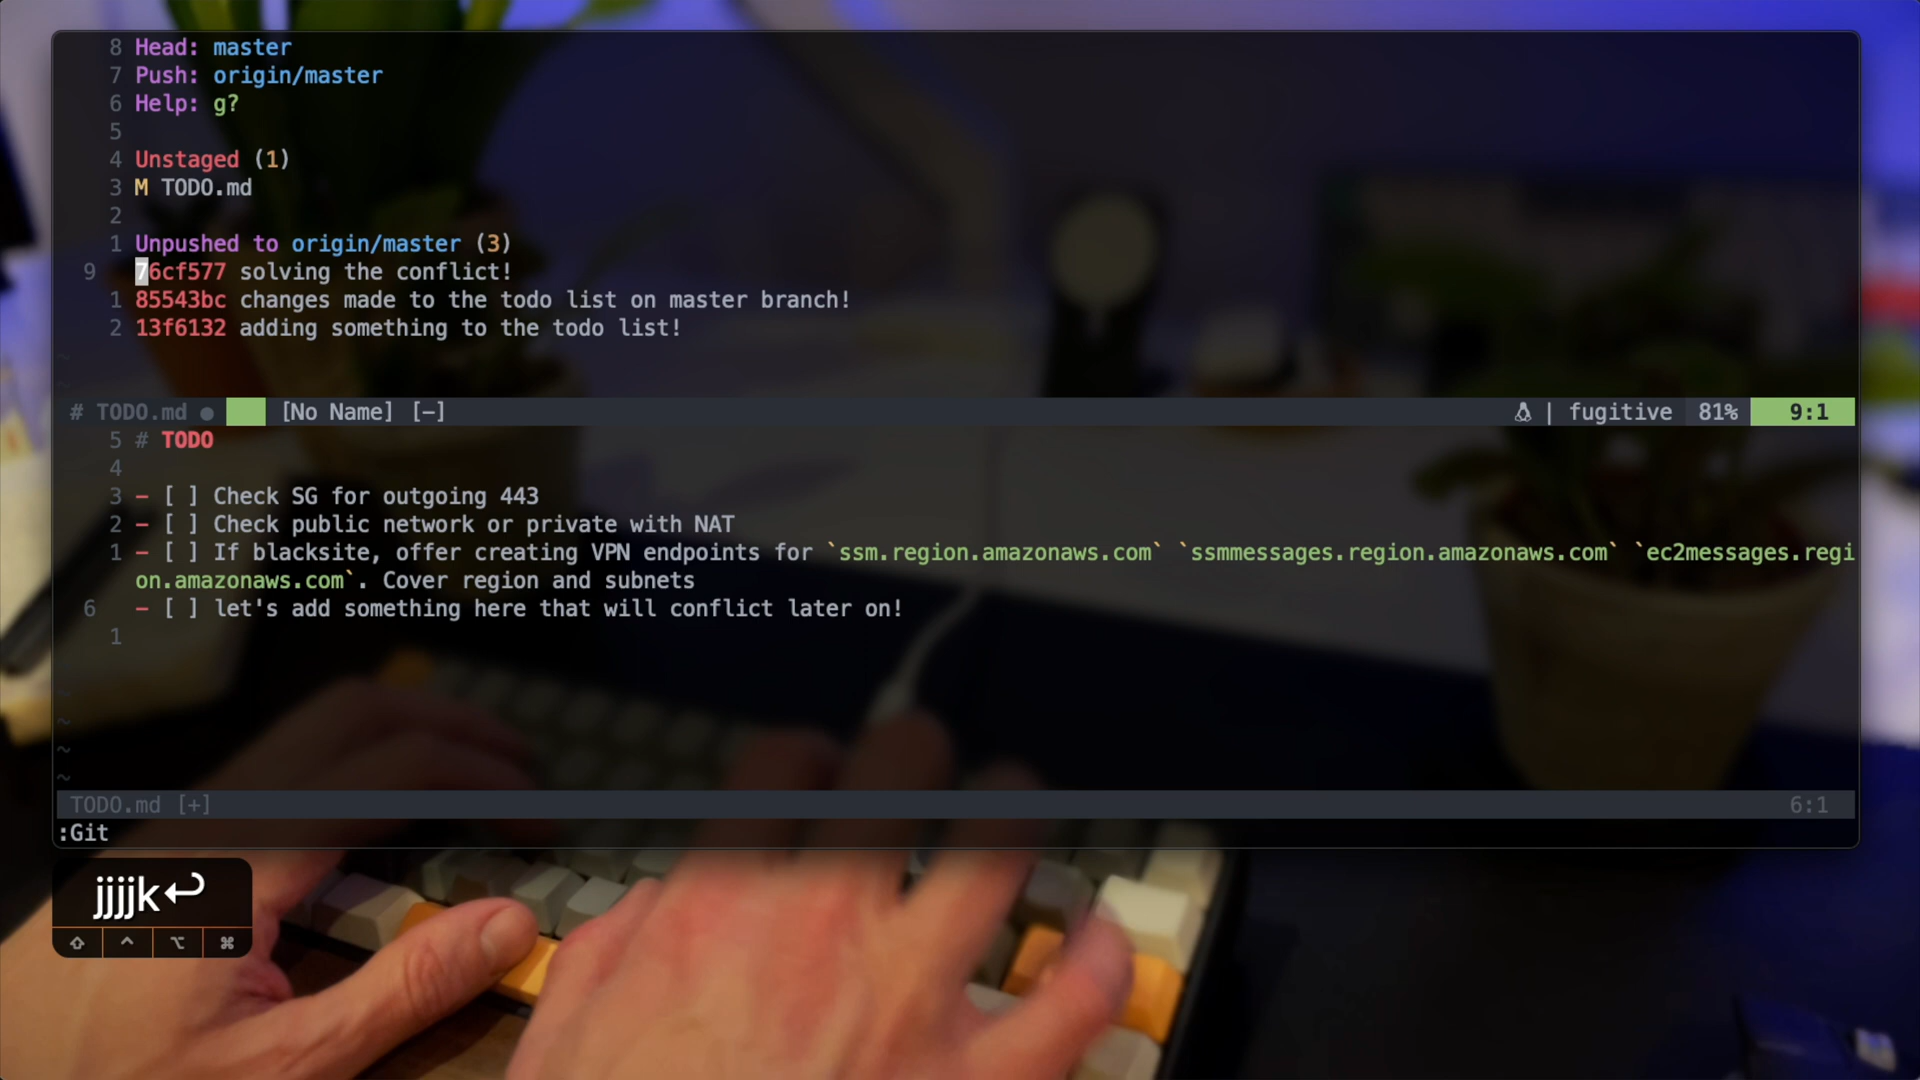 8 Head: master
7 Push: origin/master
6 Help: g?
5
4 Unstaged (1)
3 M TODO.md
2
1 Unpushed to origin/master (3)
9 76cf577 solving the conflict!
1 85543bc changes made to the todo list on master branch!
2 13f6132 adding something to the todo list!
~
~
# TODO.md ● [No Name] [-] | fugitive 81% 9:1
5 # TODO
4
3 - [ ] Check SG for outgoing 443
2 - [ ] Check public network or private with NAT
1 - [ ] If blacksite, offer creating VPN endpoints for `ssm.region.amazonaws.com` `ssmmessages.region.amazonaws.com` `ec2messages.regi
on.amazonaws.com`. Cover region and subnets
6 - [ ] let's add something here that will conflict later on!
1
~
~
~
~
TODO.md [+] 6:1
:Git
jjjjk↩
⇧ ⌃ ⌥ ⌘